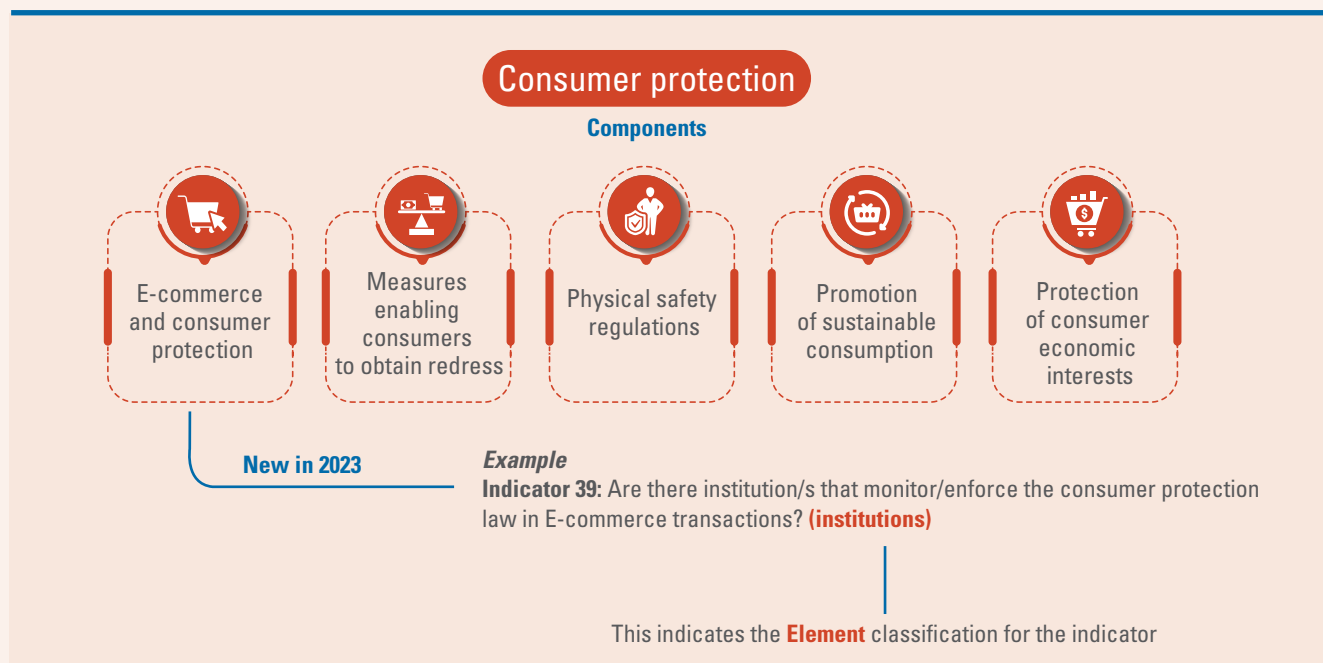 Consumer protection
Components
E-commerce
and consumer
protection
Measures
enabling
consumers
to obtain redress
Physical safety
regulations
Promotion
of sustainable
consumption
Protection
of consumer
economic
interests
New in 2023
Example
Indicator 39: Are there institution/s that monitor/enforce the consumer protection
law in E-commerce transactions? (institutions)
This indicates the Element classification for the indicator